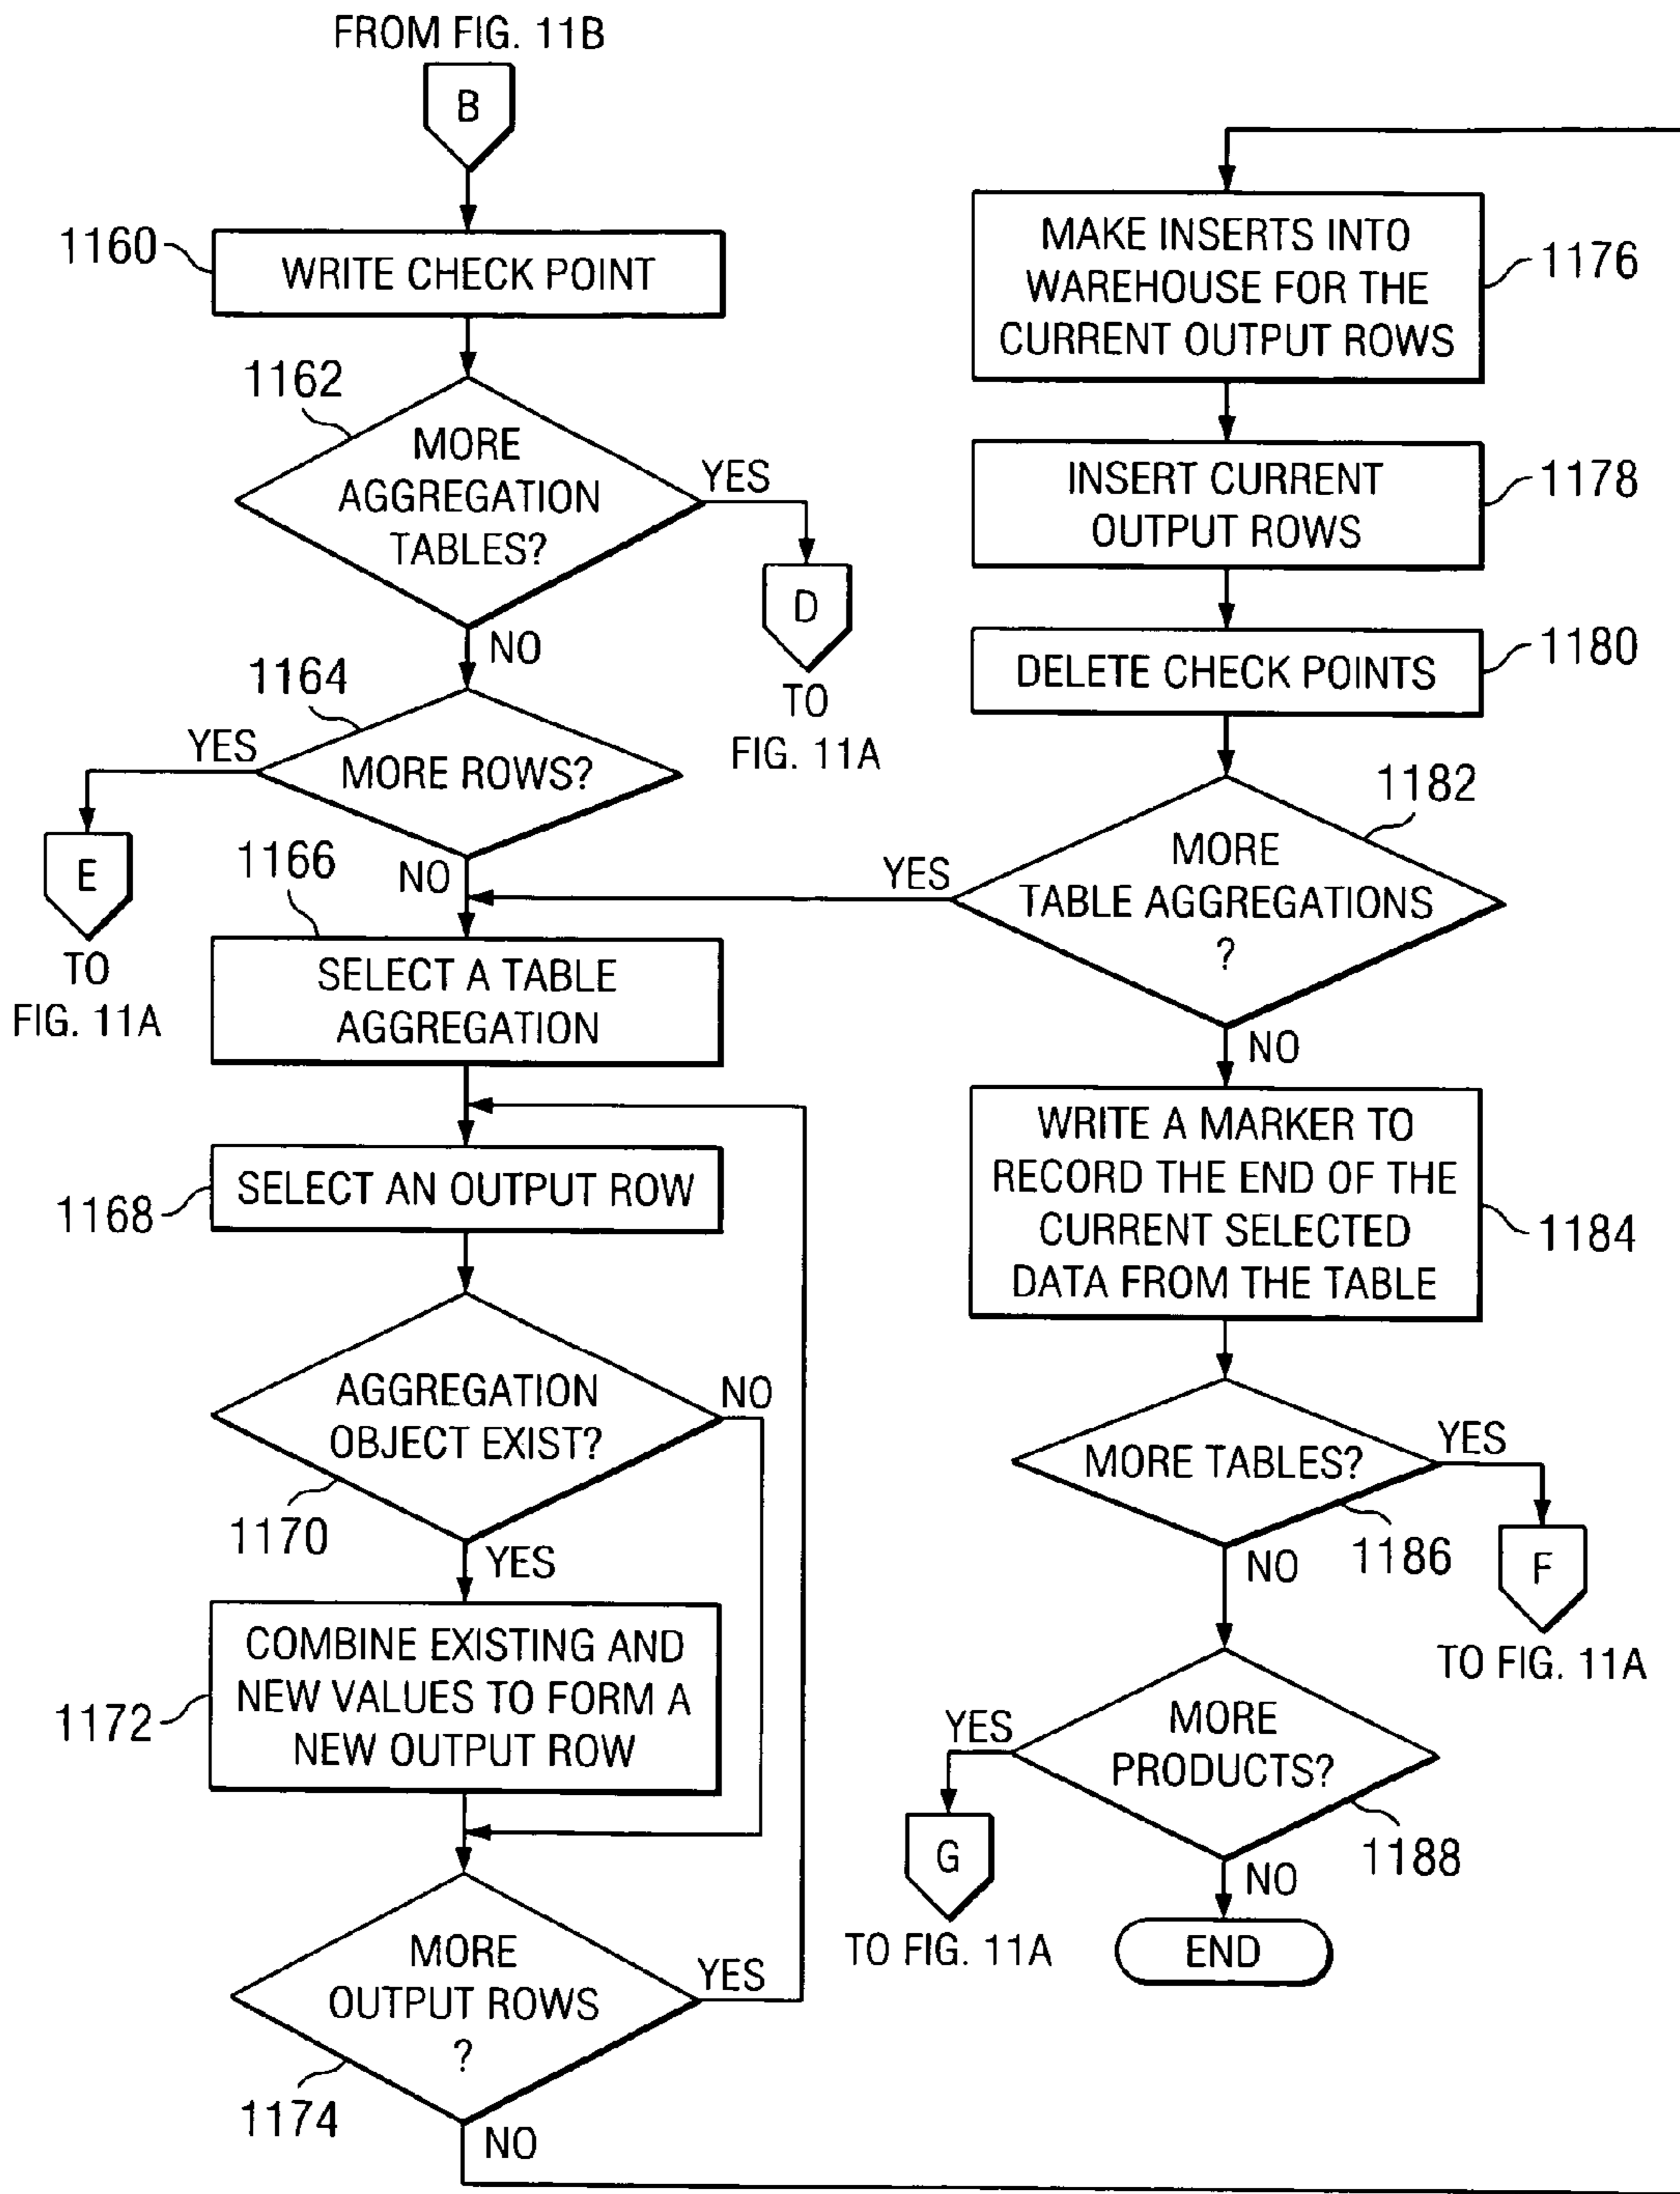 FROM FIG. 11B
B
1160
WRITE CHECK POINT
1162
MORE
AGGREGATION
TABLES?
YES
D
TO
FIG. 11A
NO
1164
YES
MORE ROWS?
E
TO
FIG. 11A
NO
1166
SELECT A TABLE
AGGREGATION
SELECT AN OUTPUT ROW
1168
AGGREGATION
OBJECT EXIST?
NO
1170
YES
COMBINE EXISTING AND
NEW VALUES TO FORM A
NEW OUTPUT ROW
1172
MORE
OUTPUT ROWS
?
YES
1174
NO
MAKE INSERTS INTO
WAREHOUSE FOR THE
CURRENT OUTPUT ROWS
1176
INSERT CURRENT
OUTPUT ROWS
1178
DELETE CHECK POINTS
1180
1182
YES
MORE
TABLE AGGREGATIONS
?
NO
WRITE A MARKER TO
RECORD THE END OF THE
CURRENT SELECTED
DATA FROM THE TABLE
1184
MORE TABLES?
YES
1186
F
TO FIG. 11A
NO
MORE
PRODUCTS?
YES
G
TO FIG. 11A
1188
NO
END